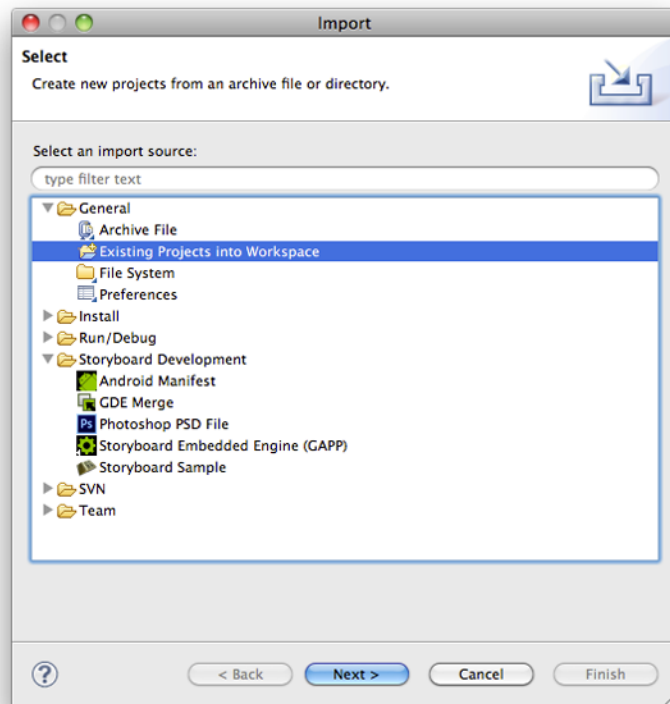 Import
Select
Create new projects from an archive file or directory.
Select an import source:
type filter text
General
Archive File
Existing Projects into Workspace
File System
Preferences
Install
Run/Debug
Storyboard Development
Android Manifest
GDE Merge
Ps Photoshop PSD File
Storyboard Embedded Engine (GAPP)
Storyboard Sample
SVN
Team
? < Back Next > Cancel Finish